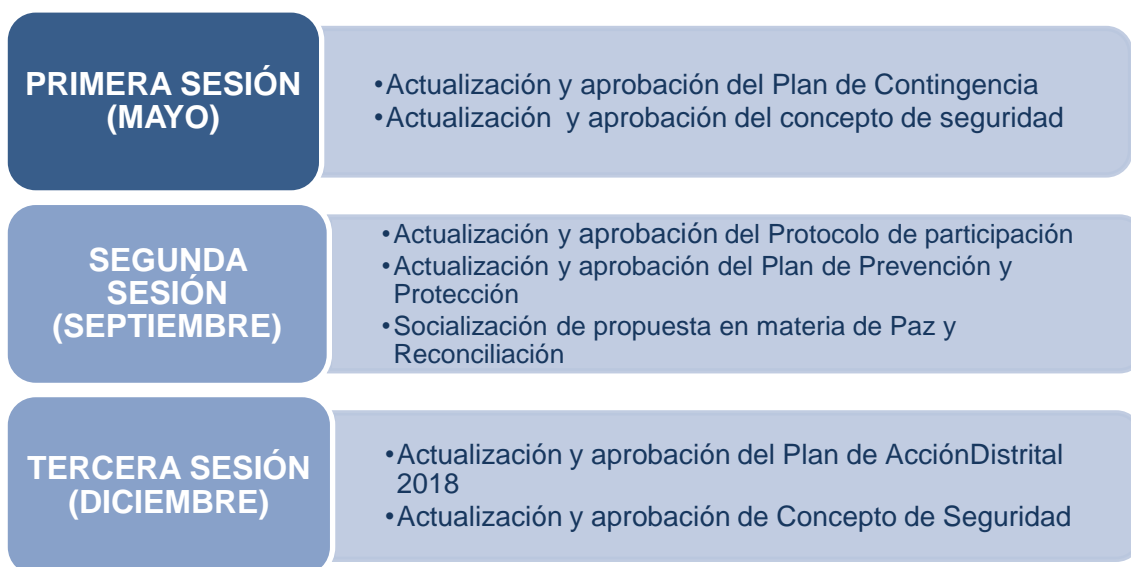 PRIMERA SESIÓN
(MAYO)
•Actualización y aprobación del Plan de Contingencia
•Actualización y aprobación del concepto de seguridad
SEGUNDA
SESIÓN
(SEPTIEMBRE)
•Actualización y aprobación del Protocolo de participación
•Actualización y aprobación del Plan de Prevención y
Protección
•Socialización de propuesta en materia de Paz y
Reconciliación
TERCERA SESIÓN
(DICIEMBRE)
•Actualización y aprobación del Plan de AcciónDistrital
2018
•Actualización y aprobación de Concepto de Seguridad